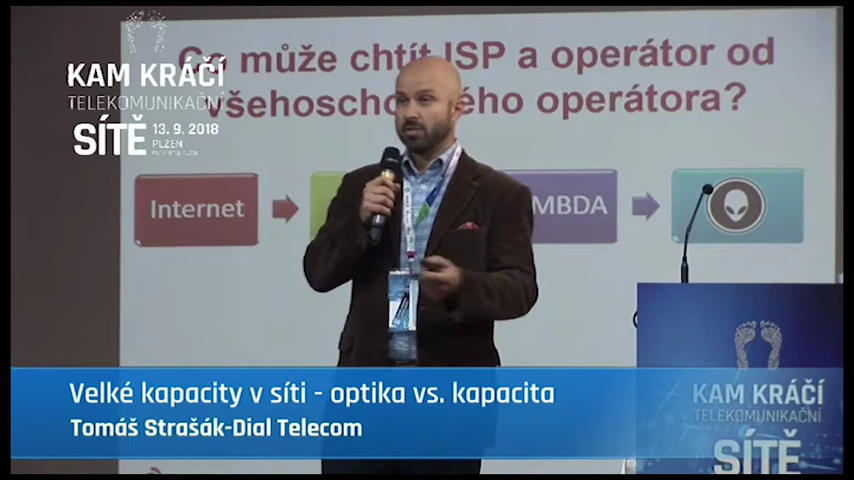 Co může chtít ISP a operátor od
operátora?
KAM KRÁČÍ
TELEKOMUNIKAČNÍ
SÍTĚ 13. 9. 2018
PLZEN
Internet
MBDA
Velké kapacity v síti - optika vs. kapacita
Tomáš Strašák-Dial Telecom
KAM KRÁČÍ
TELEKOMUNIKAČNÍ
SÍTĚ